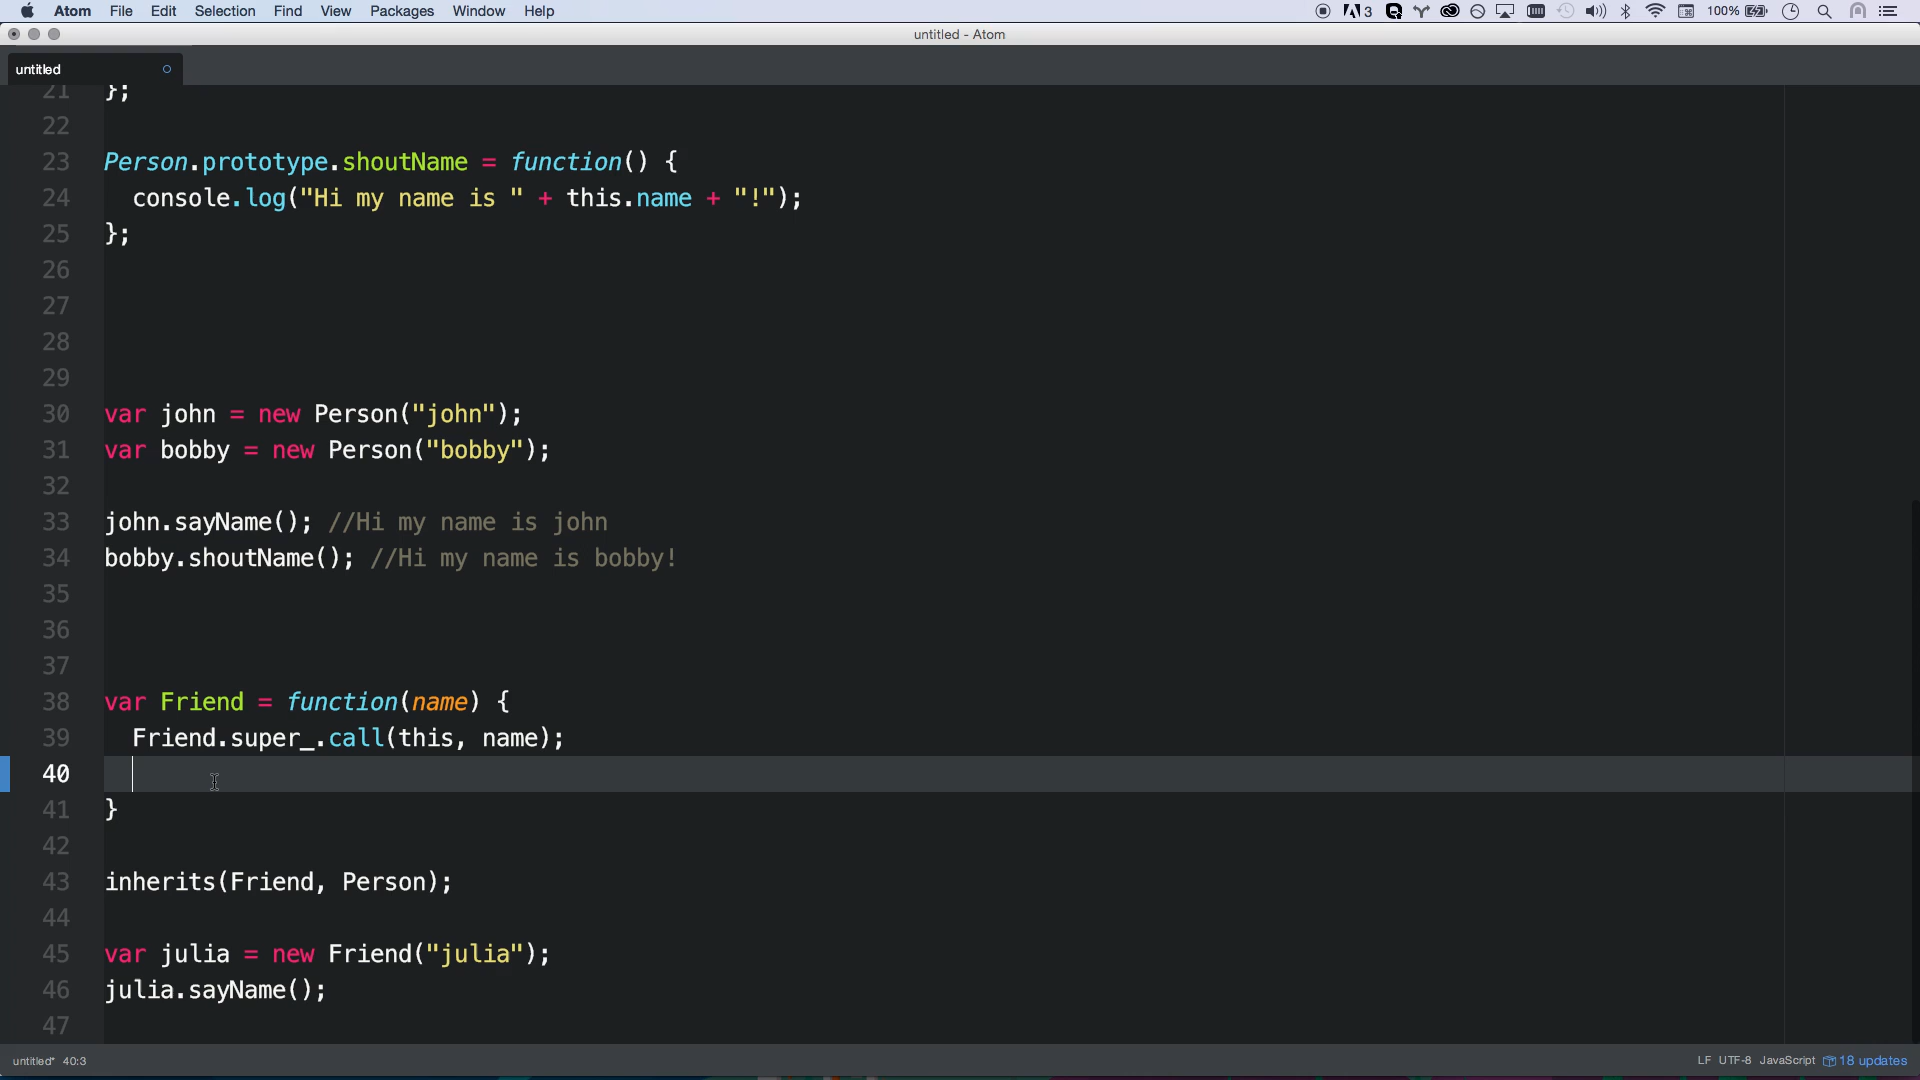 Atom File Edit Selection Find View Packages Window Help 3 100%
untitled - Atom
untitled
21 };
22
23 Person.prototype.shoutName = function() {
24 console.log("Hi my name is " + this.name + "!");
25 };
26
27
28
29
30 var john = new Person("john");
31 var bobby = new Person("bobby");
32
33 john.sayName(); //Hi my name is john
34 bobby.shoutName(); //Hi my name is bobby!
35
36
37
38 var Friend = function(name) {
39 Friend.super_.call(this, name);
40
41 }
42
43 inherits(Friend, Person);
44
45 var julia = new Friend("julia");
46 julia.sayName();
47
untitled* 40:3 LF UTF-8 JavaScript 18 updates